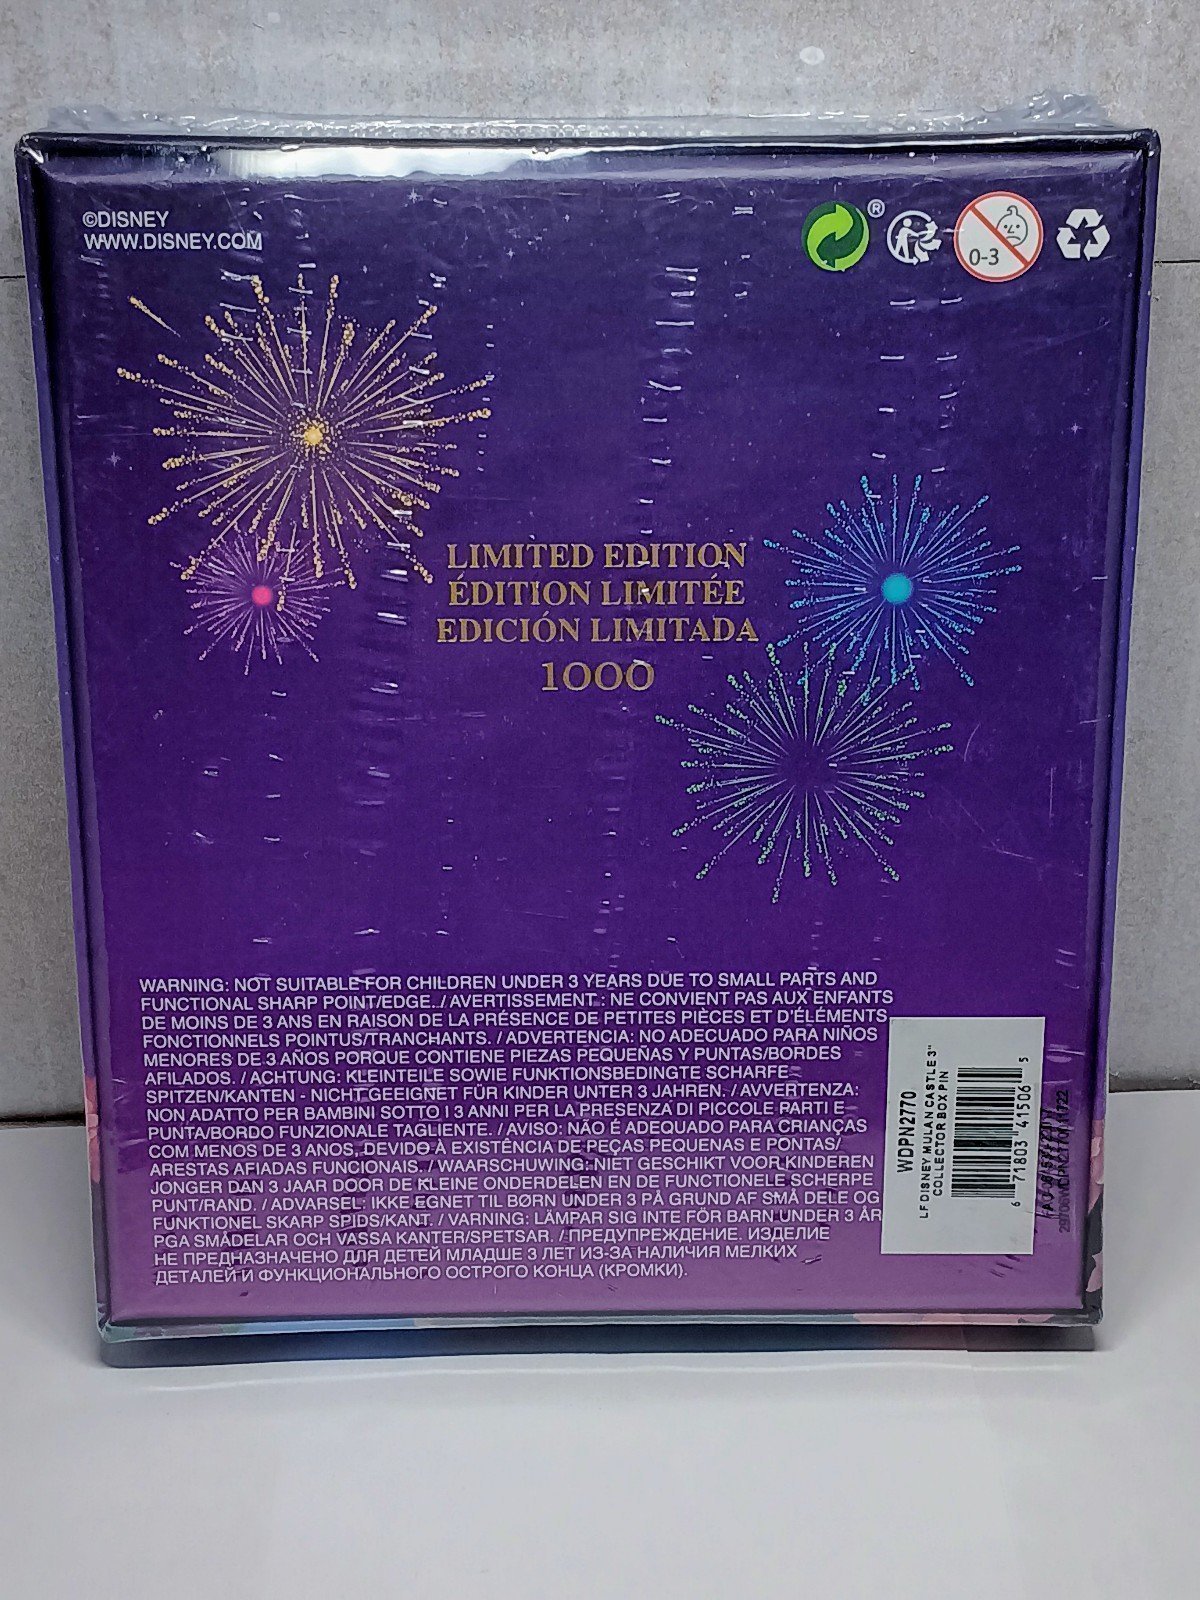 ©DISNEY
WWW.DISNEY.COM
®
0-3
LIMITED EDITION
ÉDITION LIMITÉE
EDICIÓN LIMITADA
1000
WARNING: NOT SUITABLE FOR CHILDREN UNDER 3 YEARS DUE TO SMALL PARTS AND
FUNCTIONAL SHARP POINT/EDGE. / AVERTISSEMENT : NE CONVIENT PAS AUX ENFANTS
DE MOINS DE 3 ANS EN RAISON DE LA PRÉSENCE DE PETITES PIÈCES ET D'ÉLÉMENTS
FONCTIONNELS POINTUS/TRANCHANTS. / ADVERTENCIA: NO ADECUADO PARA NIÑOS
MENORES DE 3 AÑOS PORQUE CONTIENE PIEZAS PEQUEÑAS Y PUNTAS/BORDES
AFILADOS. / ACHTUNG: KLEINTEILE SOWIE FUNKTIONSBEDINGTE SCHARFE
SPITZEN/KANTEN - NICHT GEEIGNET FÜR KINDER UNTER 3 JAHREN. / AVVERTENZA:
NON ADATTO PER BAMBINI SOTTO I 3 ANNI PER LA PRESENZA DI PICCOLE PARTI E
PUNTA/BORDO FUNZIONALE TAGLIENTE. / AVISO: NÃO É ADEQUADO PARA CRIANÇAS
COM MENOS DE 3 ANOS, DEVIDO À EXISTÊNCIA DE PEÇAS PEQUENAS E PONTAS/
ARESTAS AFIADAS FUNCIONAIS. / WAARSCHUWING: NIET GESCHIKT VOOR KINDEREN
JONGER DAN 3 JAAR DOOR DE KLEINE ONDERDELEN EN DE FUNCTIONELE SCHERPE
PUNT/RAND. / ADVARSEL: IKKE EGNET TIL BØRN UNDER 3 PÅ GRUND AF SMÅ DELE OG
FUNKTIONEL SKARP SPIDS/KANT. / VARNING: LÄMPAR SIG INTE FÖR BARN UNDER 3 ÅR
PGA SMÅDELAR OCH VASSA KANTER/SPETSAR. / ПРЕДУПРЕЖДЕНИЕ. ИЗДЕЛИЕ
НЕ ПРЕДНАЗНАЧЕНО ДЛЯ ДЕТЕЙ МЛАДШЕ 3 ЛЕТ ИЗ-ЗА НАЛИЧИЯ МЕЛКИХ
ДЕТАЛЕЙ И ФУНКЦИОНАЛЬНОГО ОСТРОГО КОНЦА (КРОМКИ).
WDPN2770
LF DISNEY MULAN CASTLE 3"
COLLECTOR BOX PIN
6 71803 41506 5